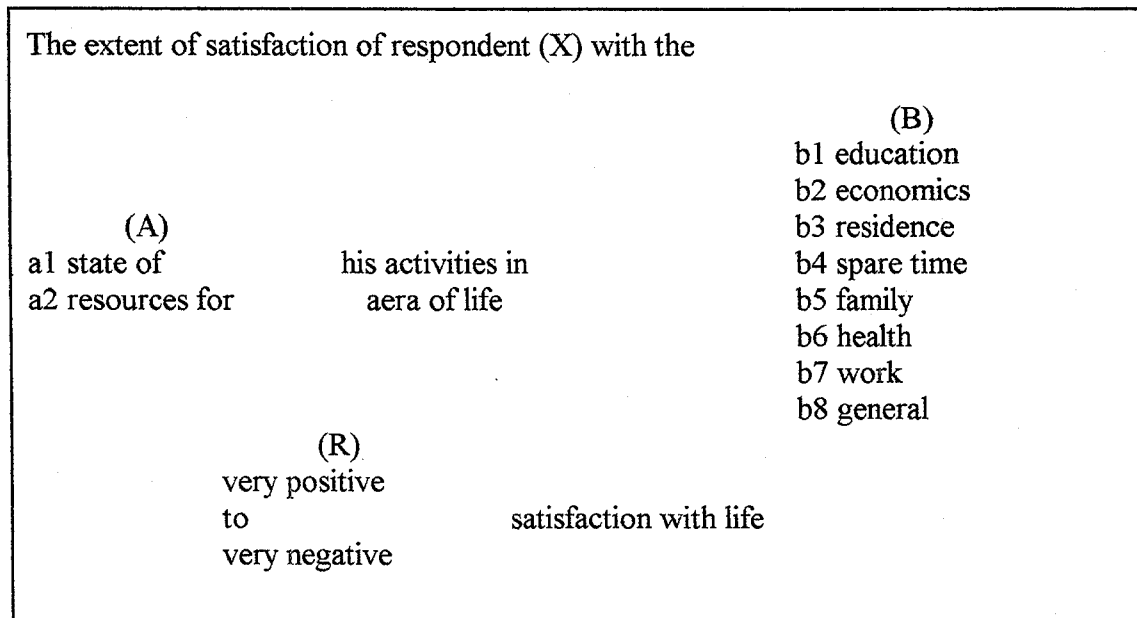 The extent of satisfaction of respondent (X) with the
(B)
b1 education
b2 economics
(A) b3 residence
a1 state of his activities in b4 spare time
a2 resources for aera of life b5 family
b6 health
b7 work
b8 general
(R)
very positive
to satisfaction with life
very negative